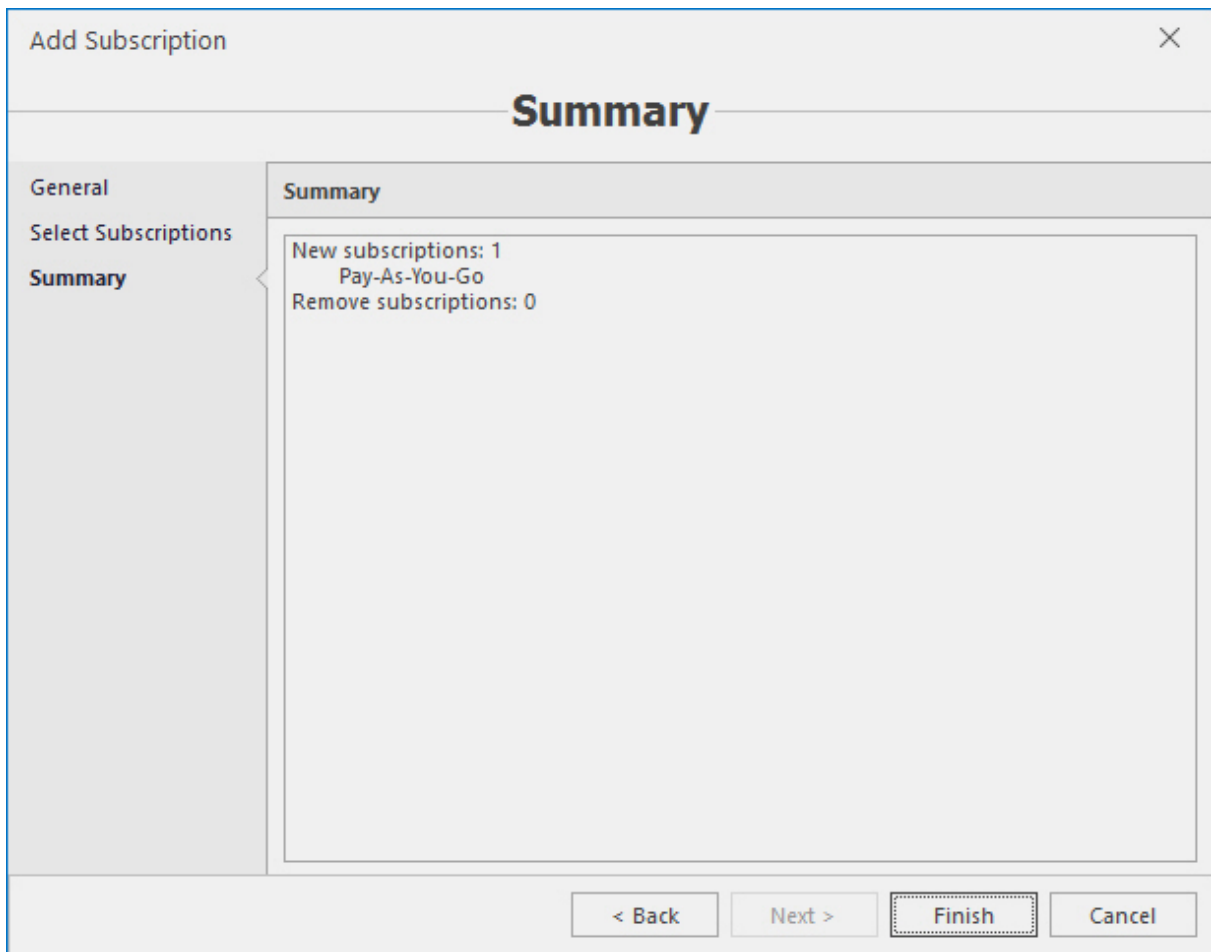 Add Subscription
Summary
General
Select Subscriptions
Summary
Summary
New subscriptions: 1
Pay-As-You-Go
Remove subscriptions: 0
< Back
Next >
Finish
Cancel